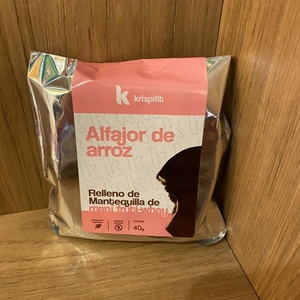 krispifit
Alfajor de
arroz
Relleno de
Mantequilla de
40g